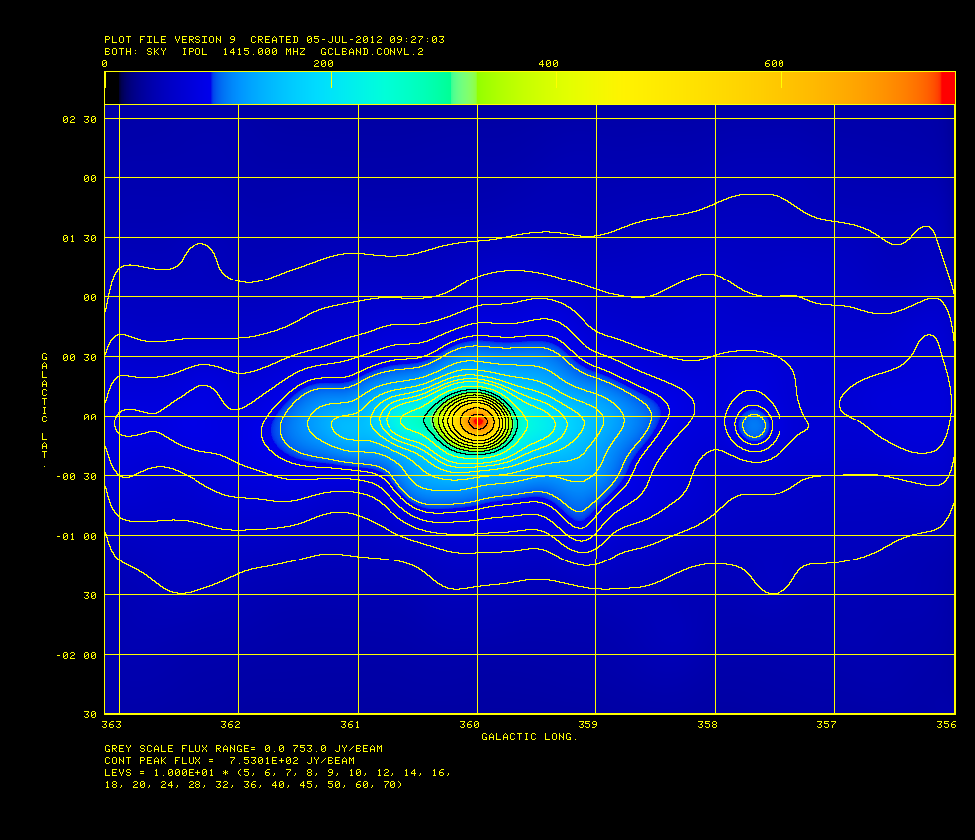 PLOT FILE VERSION 9 CREATED 05-JUL-2012 09:27:03
BOTH: SKY IPOL 1415.000 MHZ GCLBAND.CONVL.2
0 200 400 600
02 30
00
01 30
00
00 30
00
-00 30
-01 00
30
-02 00
30
GALACTIC LAT.
363 362 361 360 359 358 357 356
GALACTIC LONG.
GREY SCALE FLUX RANGE= 0.0 753.0 JY/BEAM
CONT PEAK FLUX = 7.5301E+02 JY/BEAM
LEVS = 1.000E+01 * (5, 6, 7, 8, 9, 10, 12, 14, 16,
18, 20, 24, 28, 32, 36, 40, 45, 50, 60, 70)